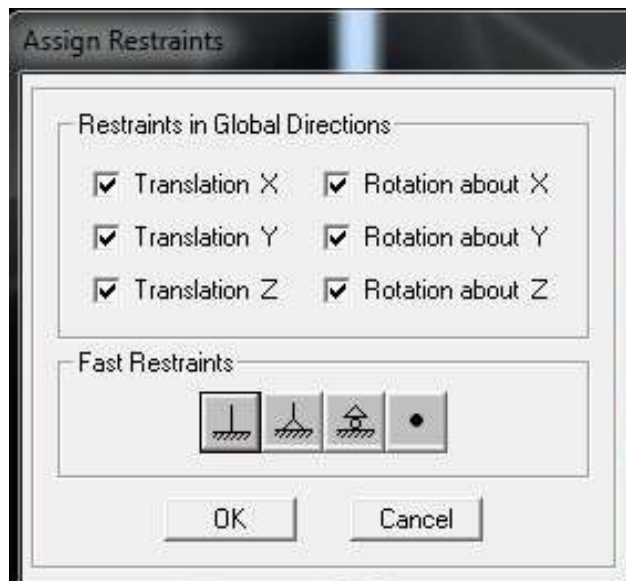 Assign Restraints
Restraints in Global Directions
Translation X
Rotation about X
Translation Y
Rotation about Y
Translation Z
Rotation about Z
Fast Restraints
OK
Cancel